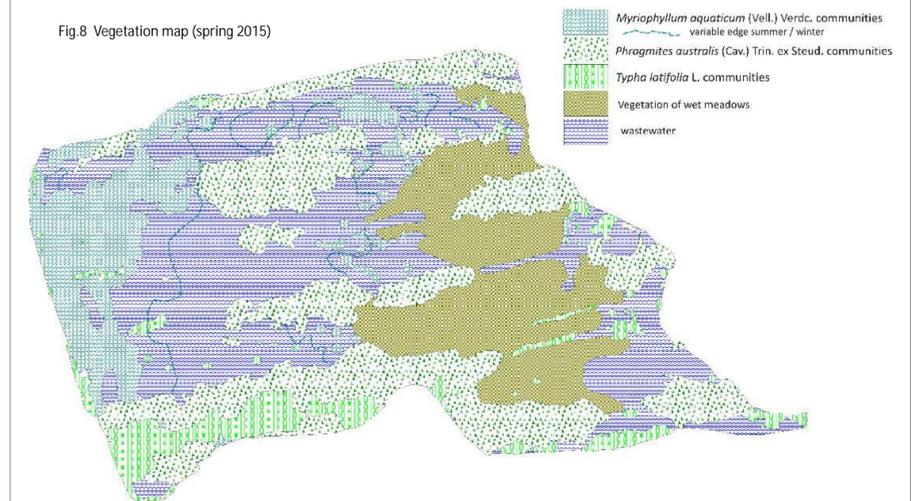 Fig.8 Vegetation map (spring 2015)
Myriophyllum aquaticum (Vell.) Verdc. communities
variable edge summer / winter
Phragmites australis (Cav.) Trin. ex Steud. communities
Typha latifolia L. communities
Vegetation of wet meadows
wastewater